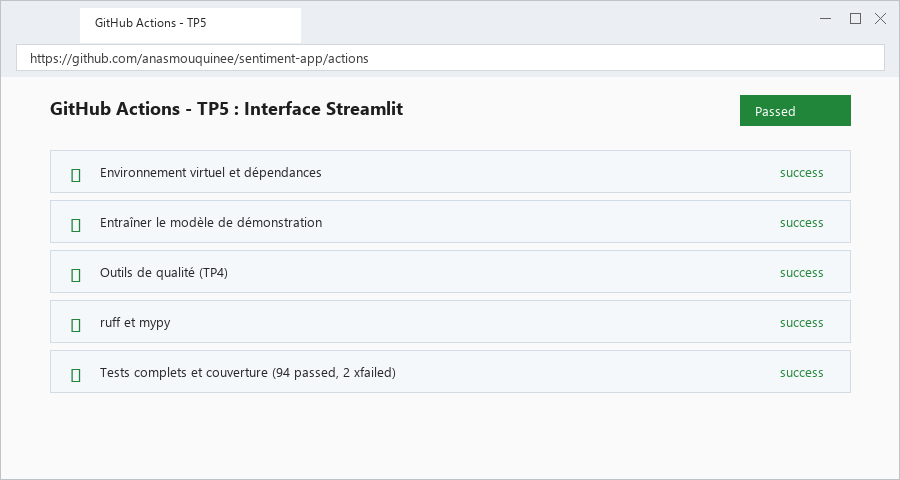 GitHub Actions - TP5
https://github.com/anasmouquinee/sentiment-app/actions
GitHub Actions - TP5 : Interface Streamlit
Passed
Environnement virtuel et dépendances
success
Entraîner le modèle de démonstration
success
Outils de qualité (TP4)
success
ruff et mypy
success
Tests complets et couverture (94 passed, 2 xfailed)
success